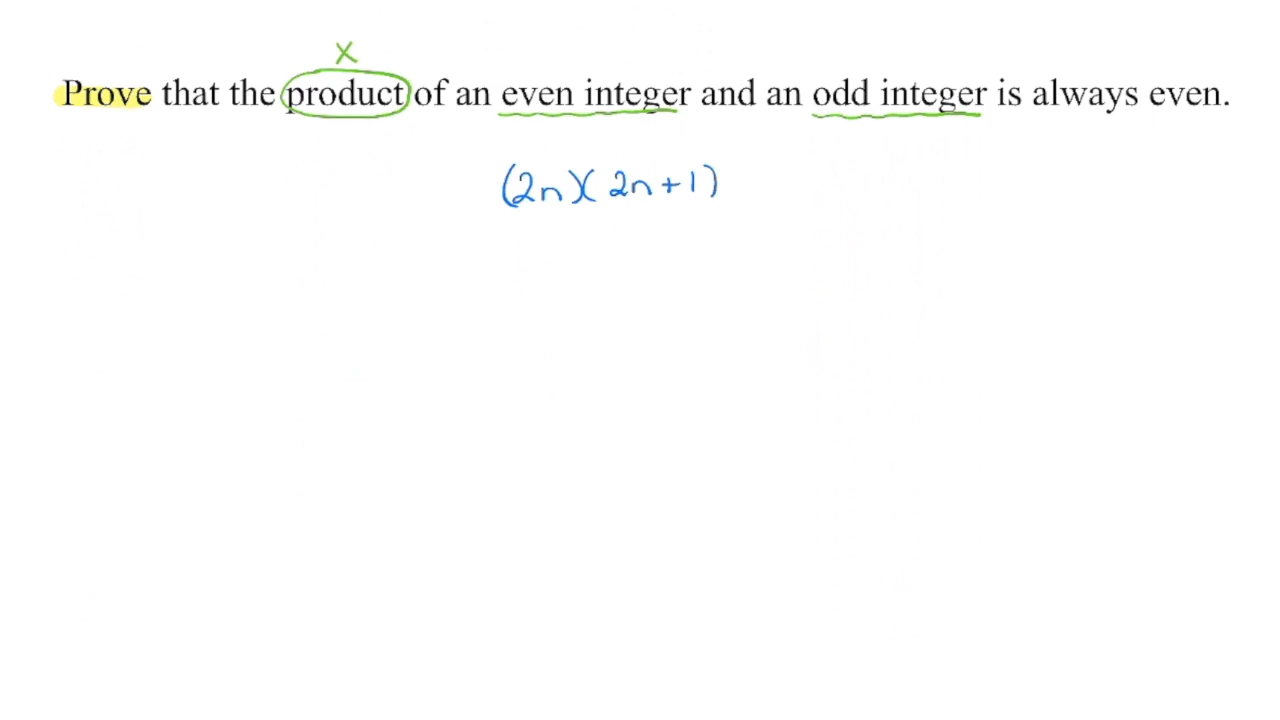 ×
Prove that the product of an even integer and an odd integer is always even.
(2n)(2n+1)